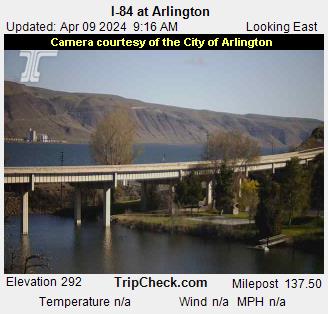 I-84 at Arlington
Updated: Apr 09 2024 9:16 AM Looking East
Camera courtesy of the City of Arlington
Elevation 292 TripCheck.com Milepost 137.50
Temperature n/a Wind n/a MPH n/a